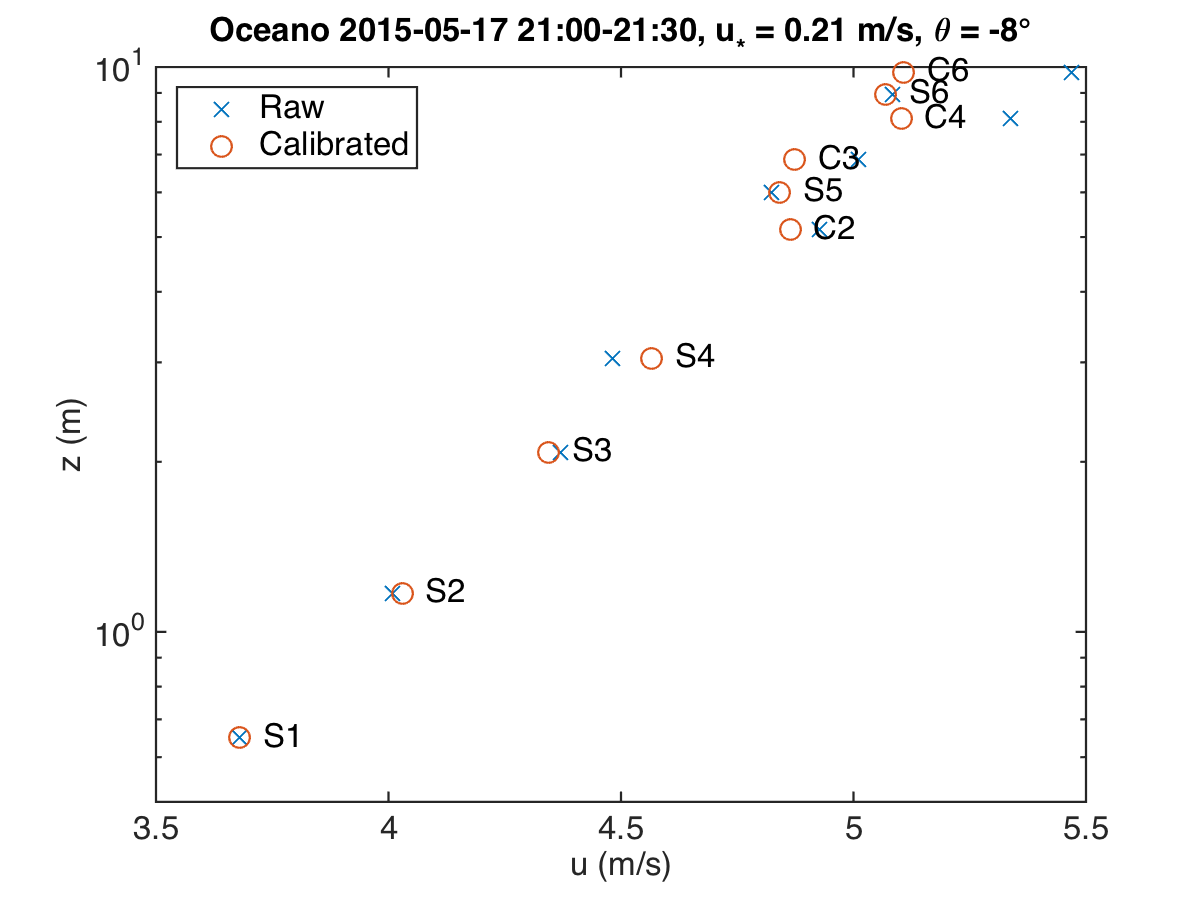 Oceano 2015-05-17 21:00-21:30, u* = 0.21 m/s, θ = -8°
10¹
Raw
Calibrated
C6
S6
C4
C3
S5
C2
S4
z (m)
S3
S2
10⁰
S1
3.5 4 4.5 5 5.5
u (m/s)